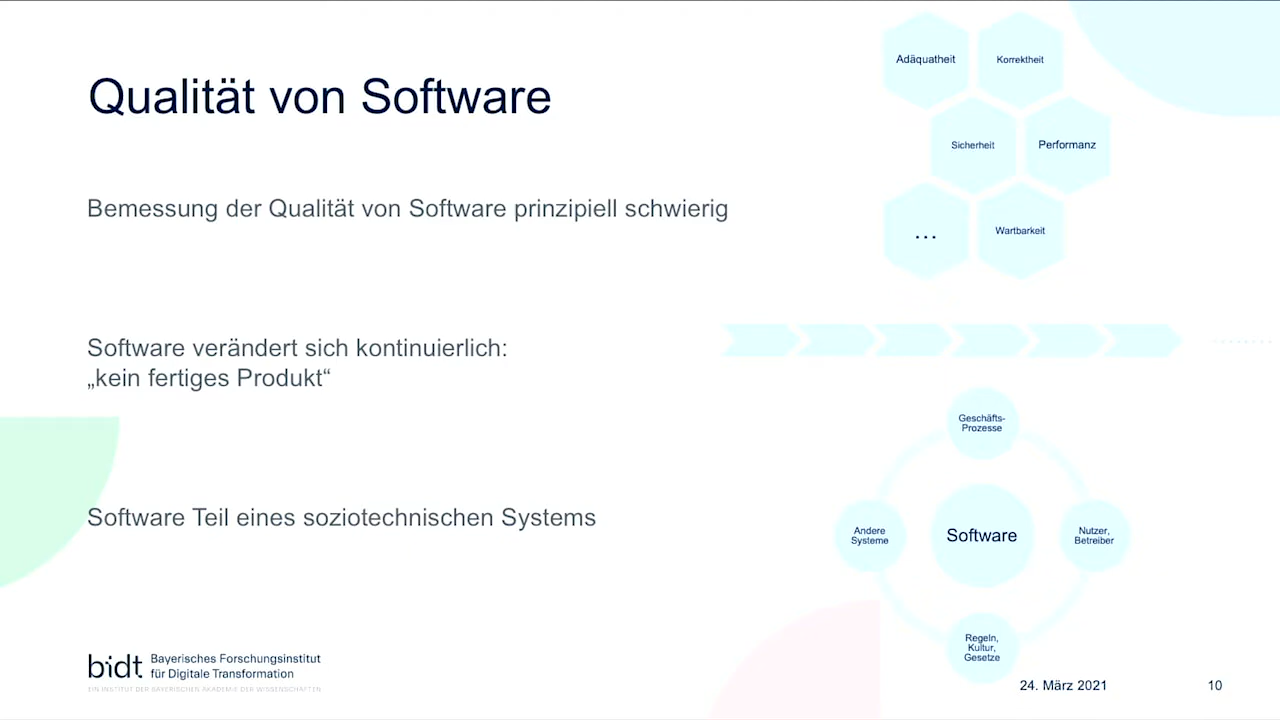 Qualität von Software
Adäquatheit
Korrektheit
Sicherheit
Performanz
...
Wartbarkeit
Bemessung der Qualität von Software prinzipiell schwierig
Software verändert sich kontinuierlich:
„kein fertiges Produkt“
Software Teil eines soziotechnischen Systems
Geschäfts-
Prozesse
Andere
Systeme
Software
Nutzer,
Betreiber
Regeln,
Kultur,
Gesetze
bidt
Bayerisches Forschungsinstitut
für Digitale Transformation
EIN INSTITUT DER BAYERISCHEN AKADEMIE DER WISSENSCHAFTEN
24. März 2021
10